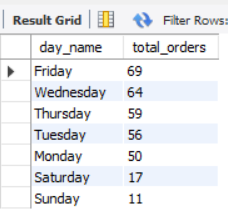 Result Grid Filter Rows:
day_name total_orders
Friday 69
Wednesday 64
Thursday 59
Tuesday 56
Monday 50
Saturday 17
Sunday 11